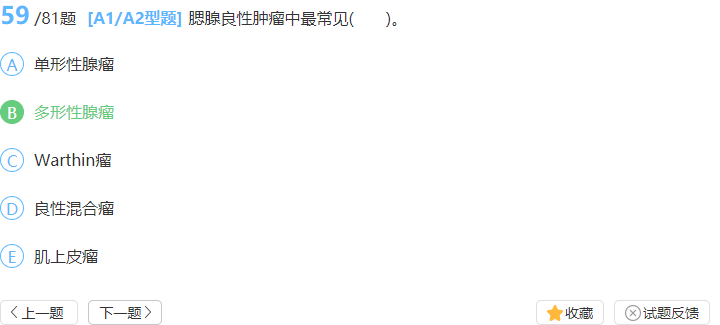 59 /81题 [A1/A2型题] 腮腺良性肿瘤中最常见(　　)。
A 单形性腺瘤
B 多形性腺瘤
C Warthin瘤
D 良性混合瘤
E 肌上皮瘤
上一题 下一题 收藏 试题反馈